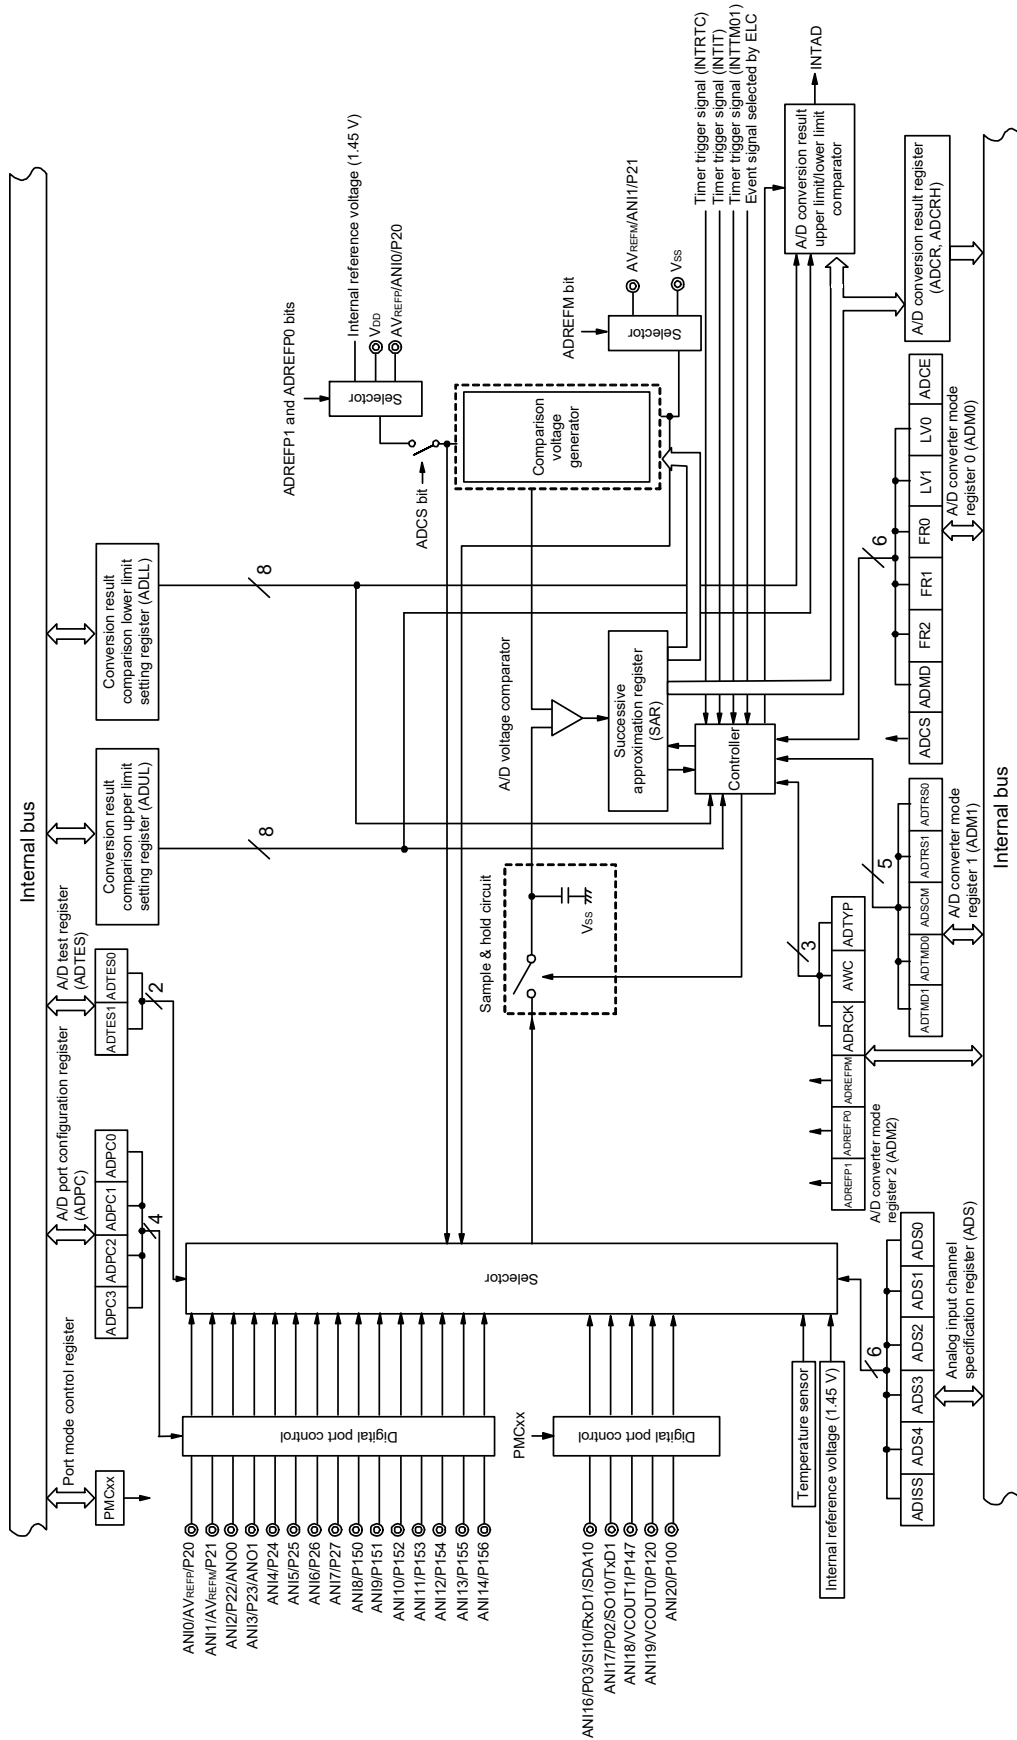 Internal bus
Port mode control register
PMCxx
A/D port configuration register
(ADPC)
ADPC3
ADPC2
ADPC1
ADPC0
4
A/D test register
(ADTES)
ADTES1
ADTES0
2
Conversion result
comparison upper limit
setting register (ADUL)
8
Conversion result
comparison lower limit
setting register (ADLL)
8
ADREFP1 and ADREFP0 bits
Internal reference voltage (1.45 V)
VDD
AVREFP/ANI0/P20
Selector
ADCS bit
ADREFM bit
AVREFM/ANI1/P21
VSS
Selector
Comparison
voltage
generator
A/D voltage comparator
Successive
approximation register
(SAR)
Controller
Sample & hold circuit
VSS
Timer trigger signal (INTRTC)
Timer trigger signal (INTIT)
Timer trigger signal (INTTM01)
Event signal selected by ELC
A/D conversion result
upper limit/lower limit
comparator
INTAD
A/D conversion result register
(ADCR, ADCRH)
Digital port control
ANI0/AVREFP/P20
ANI1/AVREFM/P21
ANI2/P22/ANO0
ANI3/P23/ANO1
ANI4/P24
ANI5/P25
ANI6/P26
ANI7/P27
ANI8/P150
ANI9/P151
ANI10/P152
ANI11/P153
ANI12/P154
ANI13/P155
ANI14/P156
Selector
PMCxx
Digital port control
ANI16/P03/SI10/RxD1/SDA10
ANI17/P02/SO10/TxD1
ANI18/VCOUT1/P147
ANI19/VCOUT0/P120
ANI20/P100
Temperature sensor
Internal reference voltage (1.45 V)
6
ADISS
ADS4
ADS3
ADS2
ADS1
ADS0
Analog input channel
specification register (ADS)
ADREFP1
ADREFP0
ADREFPM
ADRCK
AWC
ADTYP
3
A/D converter mode
register 2 (ADM2)
ADTMD1
ADTMD0
ADSCM
ADTRS1
ADTRS0
5
A/D converter mode
register 1 (ADM1)
ADCS
ADMD
FR2
FR1
FR0
LV1
LV0
ADCE
6
A/D converter mode
register 0 (ADM0)
Internal bus